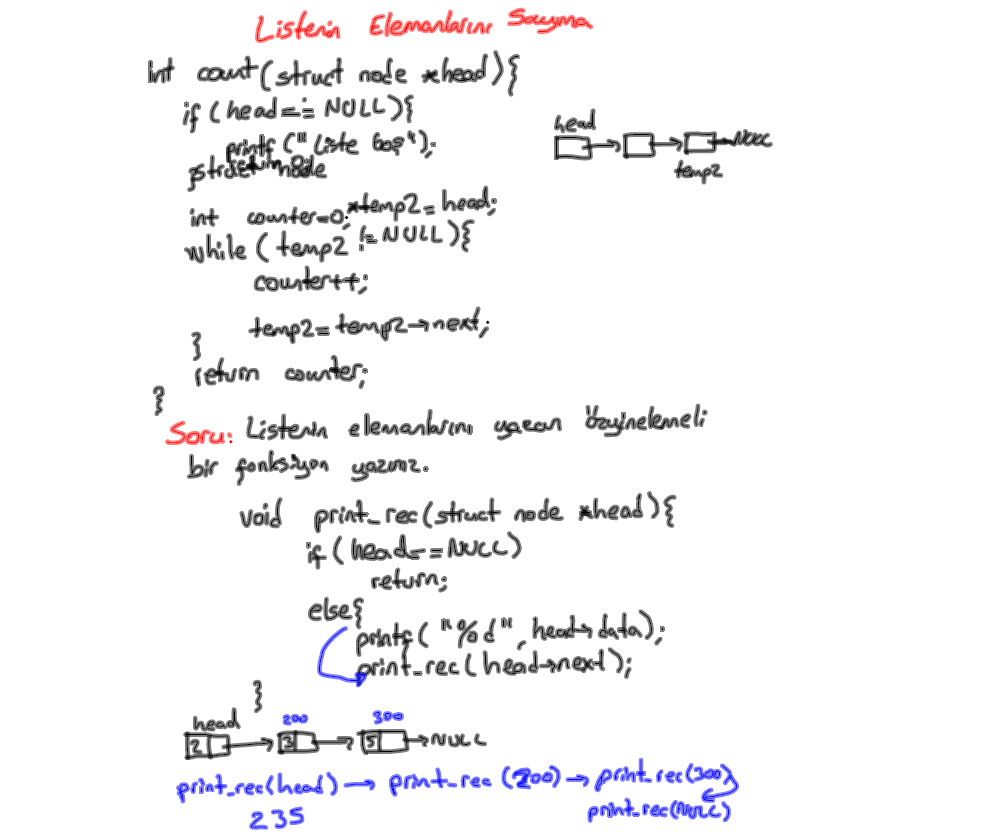 Listenin Elemanlarını Sayma
int count(struct node *head){
if (head == NULL){
printf("Liste boş");
}struct node
int counter=0; *temp2 = head;
while (temp2 != NULL){
counter++;
temp2 = temp2→next;
}
return counter;
}
head
NULL
temp2
Soru: Listenin elemanlarını yazan Özyinelemeli
bir fonksiyon yazınız.
void print_rec(struct node *head){
if (head == NULL)
return;
else{
printf("%d", head→data);
print_rec(head→next);
}
head 200 300
2 3 5 NULL
print_rec(head) → print_rec(200) → print_rec(300)
print_rec(NULL)
2 3 5